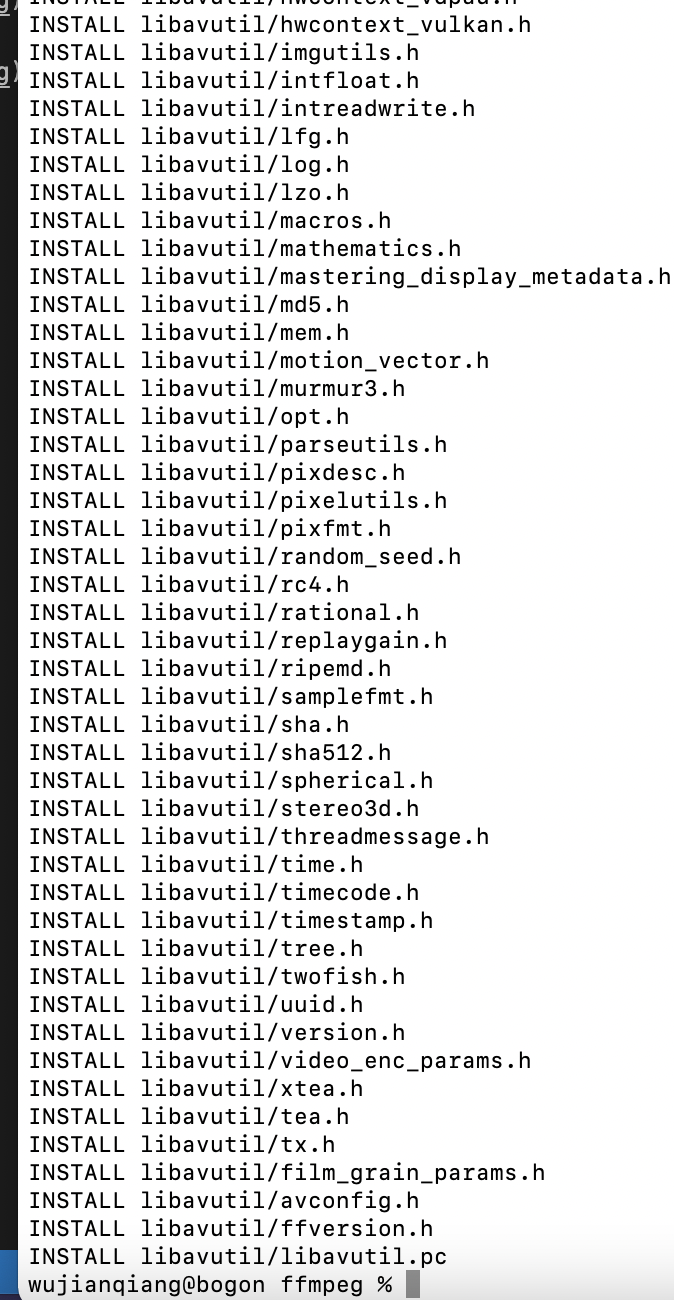 INSTALL libavutil/hwcontext_vdpau.h
INSTALL libavutil/hwcontext_vulkan.h
INSTALL libavutil/imgutils.h
INSTALL libavutil/intfloat.h
INSTALL libavutil/intreadwrite.h
INSTALL libavutil/lfg.h
INSTALL libavutil/log.h
INSTALL libavutil/lzo.h
INSTALL libavutil/macros.h
INSTALL libavutil/mathematics.h
INSTALL libavutil/mastering_display_metadata.h
INSTALL libavutil/md5.h
INSTALL libavutil/mem.h
INSTALL libavutil/motion_vector.h
INSTALL libavutil/murmur3.h
INSTALL libavutil/opt.h
INSTALL libavutil/parseutils.h
INSTALL libavutil/pixdesc.h
INSTALL libavutil/pixelutils.h
INSTALL libavutil/pixfmt.h
INSTALL libavutil/random_seed.h
INSTALL libavutil/rc4.h
INSTALL libavutil/rational.h
INSTALL libavutil/replaygain.h
INSTALL libavutil/ripemd.h
INSTALL libavutil/samplefmt.h
INSTALL libavutil/sha.h
INSTALL libavutil/sha512.h
INSTALL libavutil/spherical.h
INSTALL libavutil/stereo3d.h
INSTALL libavutil/threadmessage.h
INSTALL libavutil/time.h
INSTALL libavutil/timecode.h
INSTALL libavutil/timestamp.h
INSTALL libavutil/tree.h
INSTALL libavutil/twofish.h
INSTALL libavutil/uuid.h
INSTALL libavutil/version.h
INSTALL libavutil/video_enc_params.h
INSTALL libavutil/xtea.h
INSTALL libavutil/tea.h
INSTALL libavutil/tx.h
INSTALL libavutil/film_grain_params.h
INSTALL libavutil/avconfig.h
INSTALL libavutil/ffversion.h
INSTALL libavutil/libavutil.pc
wujianqiang@bogon ffmpeg %